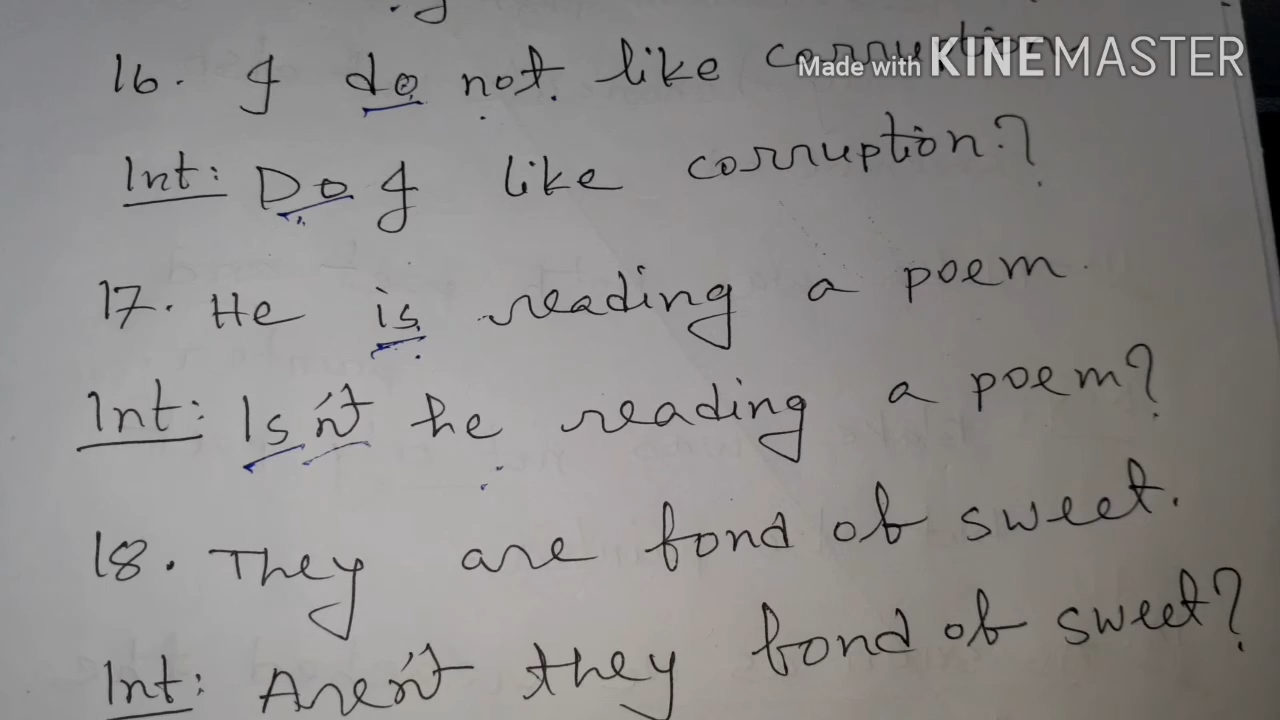 16. I do not like corruption
Made with KINEMASTER
Int: Do I like corruption?
17. He is reading a poem.
Int: Isn't he reading a poem?
18. They are fond of sweet.
Int: Aren't they fond of sweet?